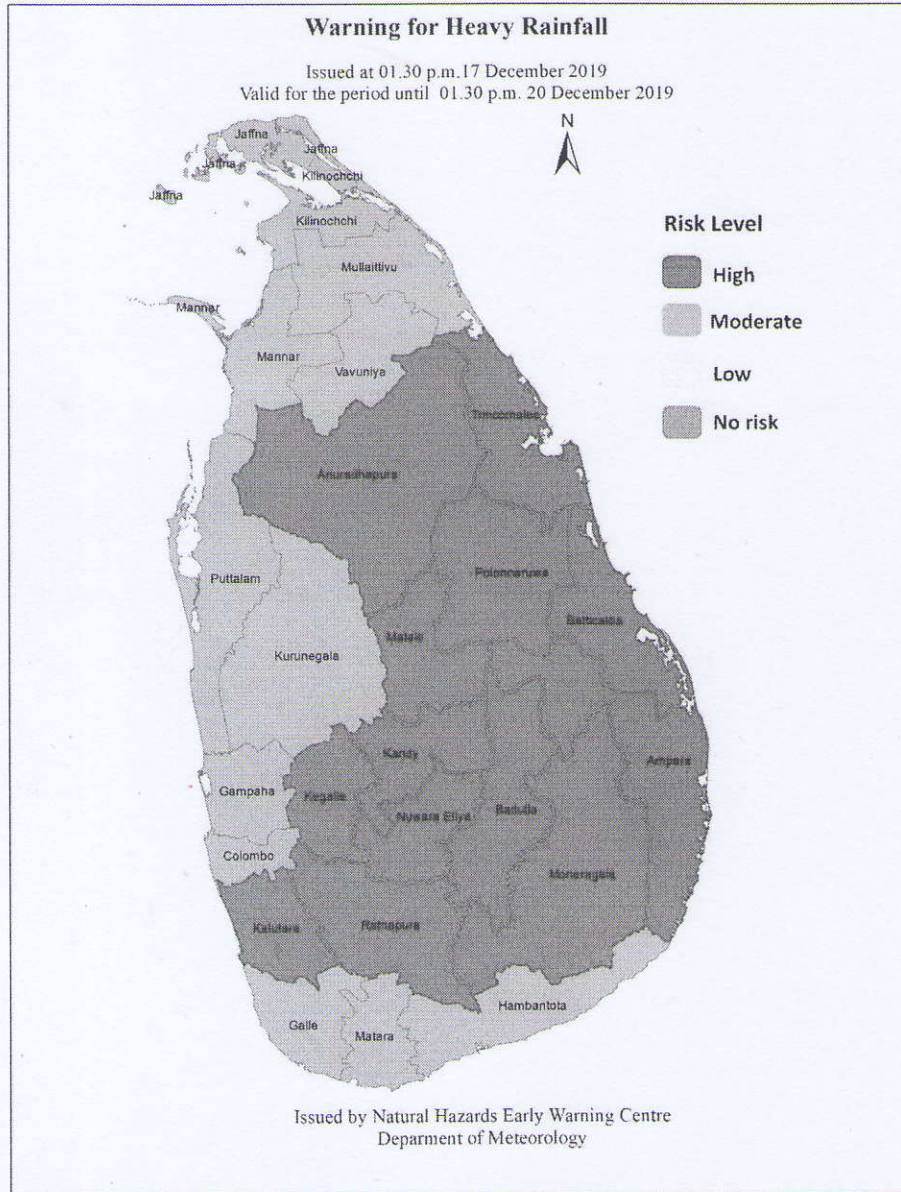 Warning for Heavy Rainfall
Issued at 01.30 p.m.17 December 2019
Valid for the period until 01.30 p.m. 20 December 2019
N
Jaffna
Jaffna
Jaffna
Kilinochchi
Jaffna
Kilinochchi
Mullaittivu
Mannar
Mannar
Vavuniya
Trincomalee
Anuradhapura
Puttalam
Polonnaruwa
Batticaloa
Matale
Kurunegala
Kandy
Ampara
Gampaha
Kegalle
Nuwara Eliya
Badulla
Colombo
Moneragala
Kalutara
Ratnapura
Hambantota
Galle
Matara
Risk Level
High
Moderate
Low
No risk
Issued by Natural Hazards Early Warning Centre
Deparment of Meteorology